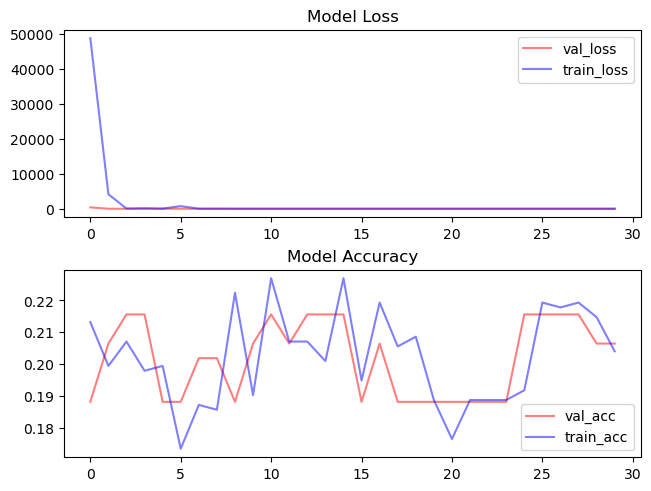 Model Loss
50000
40000
30000
20000
10000
0
val_loss
train_loss
0 5 10 15 20 25 30
Model Accuracy
0.22
0.21
0.20
0.19
0.18
val_acc
train_acc
0 5 10 15 20 25 30